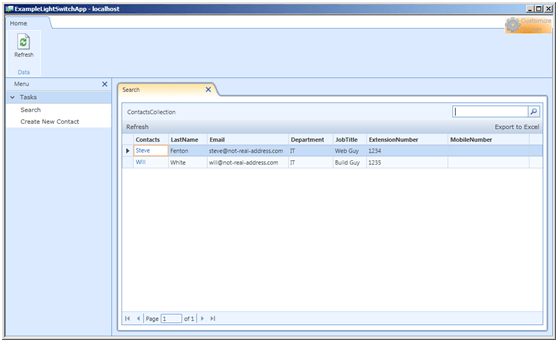 ExampleLightSwitchApp - localhost
Home
Customize
Screen
Refresh
Data
Menu
Tasks
Search
Create New Contact
Search
ContactsCollection
Refresh Export to Excel
Contacts LastName Email Department JobTitle ExtensionNumber MobileNumber
Steve Fenton steve@not-real-address.com IT Web Guy 1234
Will White will@not-real-address.com IT Build Guy 1235
Page 1 of 1